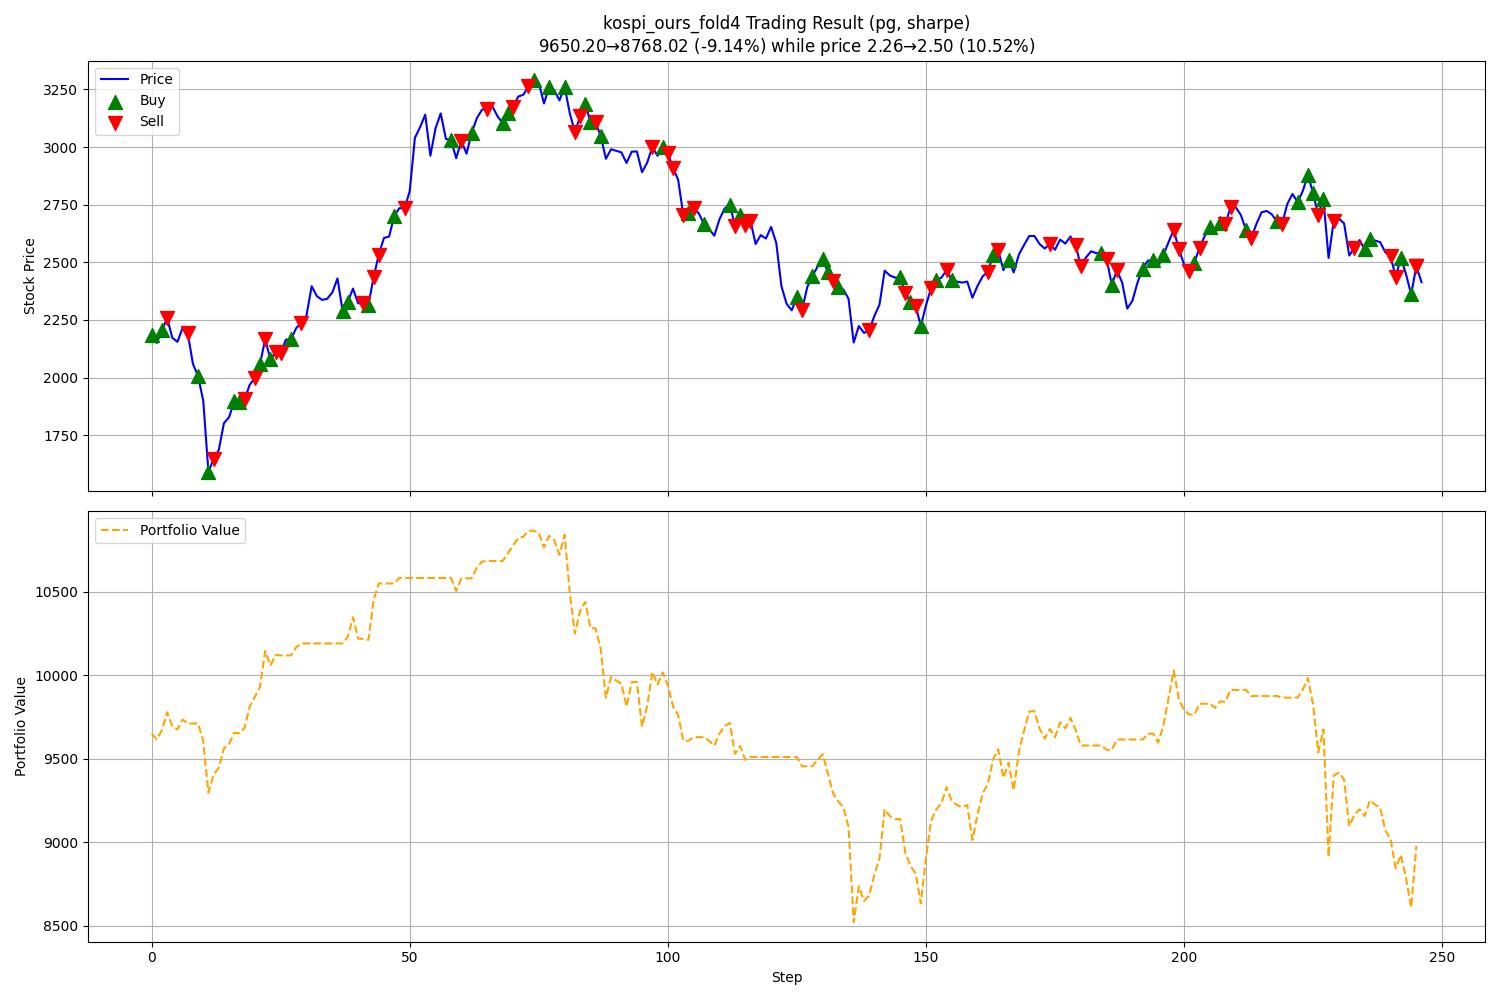 kospi_ours_fold4 Trading Result (pg, sharpe)
9650.20→8768.02 (-9.14%) while price 2.26→2.50 (10.52%)
Price
Buy
Sell
Stock Price
3250
3000
2750
2500
2250
2000
1750
Portfolio Value
Portfolio Value
10500
10000
9500
9000
8500
0
50
100
150
200
250
Step